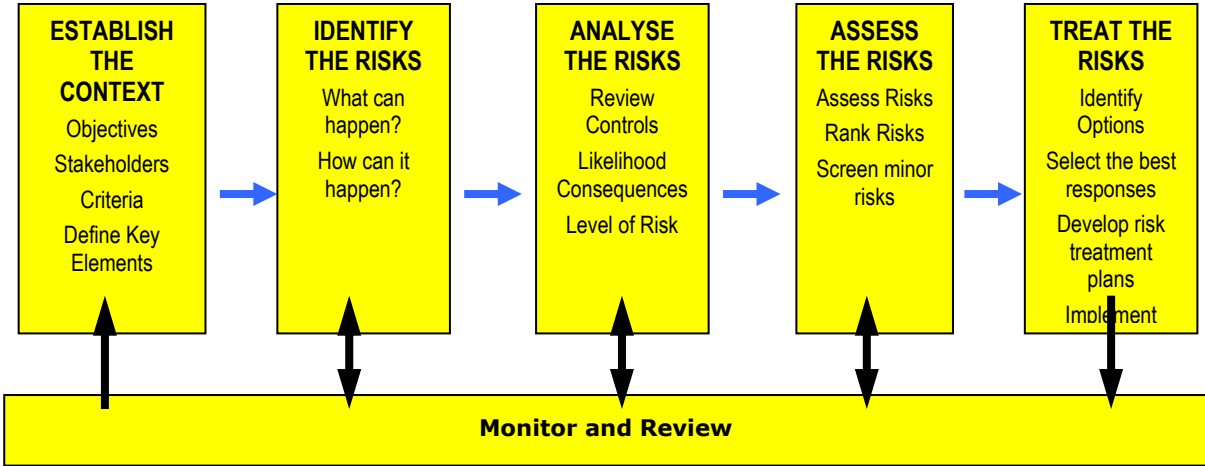 ESTABLISH
THE
CONTEXT
Objectives
Stakeholders
Criteria
Define Key
Elements
IDENTIFY
THE RISKS
What can
happen?
How can it
happen?
ANALYSE
THE RISKS
Review
Controls
Likelihood
Consequences
Level of Risk
ASSESS
THE RISKS
Assess Risks
Rank Risks
Screen minor
risks
TREAT THE
RISKS
Identify
Options
Select the best
responses
Develop risk
treatment
plans
Implement
Monitor and Review